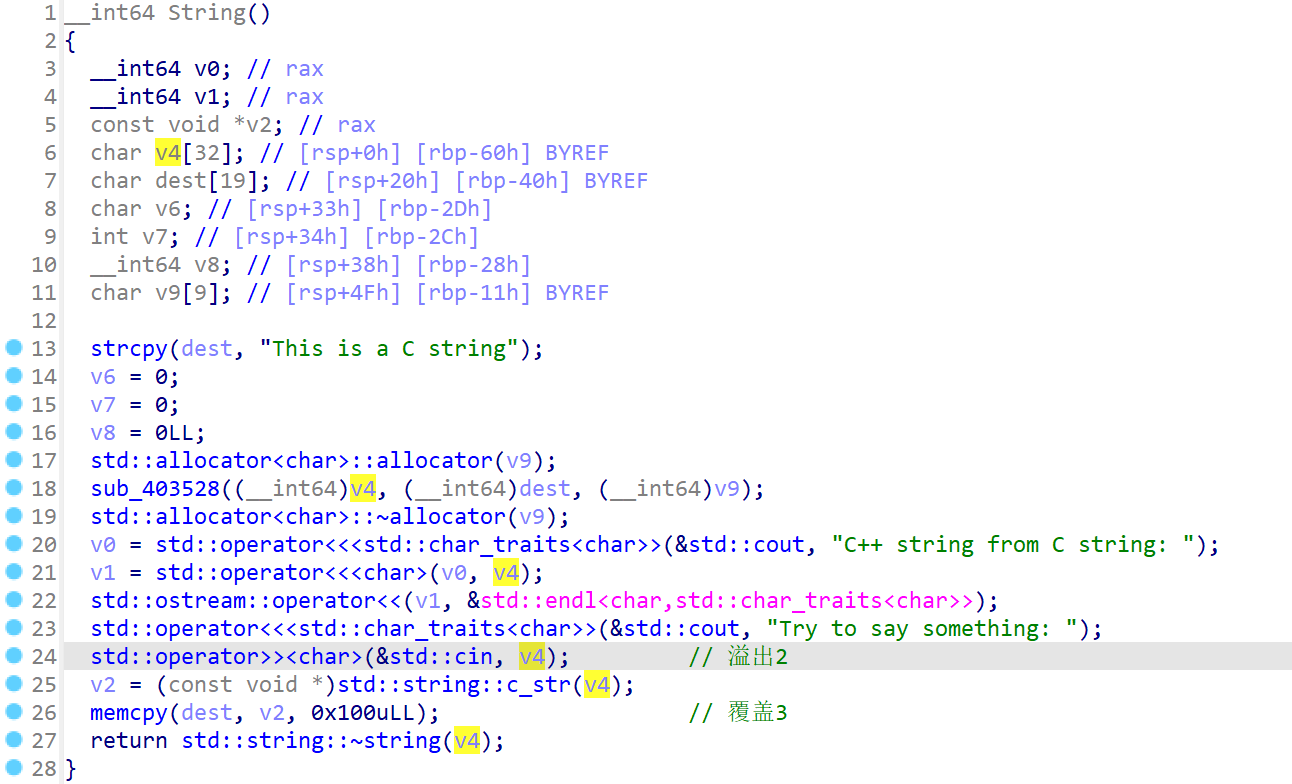 1 __int64 String()
2 {
3 __int64 v0; // rax
4 __int64 v1; // rax
5 const void *v2; // rax
6 char v4[32]; // [rsp+0h] [rbp-60h] BYREF
7 char dest[19]; // [rsp+20h] [rbp-40h] BYREF
8 char v6; // [rsp+33h] [rbp-2Dh]
9 int v7; // [rsp+34h] [rbp-2Ch]
10 __int64 v8; // [rsp+38h] [rbp-28h]
11 char v9[9]; // [rsp+4Fh] [rbp-11h] BYREF
12
13 strcpy(dest, "This is a C string");
14 v6 = 0;
15 v7 = 0;
16 v8 = 0LL;
17 std::allocator<char>::allocator(v9);
18 sub_403528((__int64)v4, (__int64)dest, (__int64)v9);
19 std::allocator<char>::~allocator(v9);
20 v0 = std::operator<<<std::char_traits<char>>(&std::cout, "C++ string from C string: ");
21 v1 = std::operator<<<char>(v0, v4);
22 std::ostream::operator<<(v1, &std::endl<char,std::char_traits<char>>);
23 std::operator<<<std::char_traits<char>>(&std::cout, "Try to say something: ");
24 std::operator>><char>(&std::cin, v4); // 溢出2
25 v2 = (const void *)std::string::c_str(v4);
26 memcpy(dest, v2, 0x100uLL); // 覆盖3
27 return std::string::~string(v4);
28 }